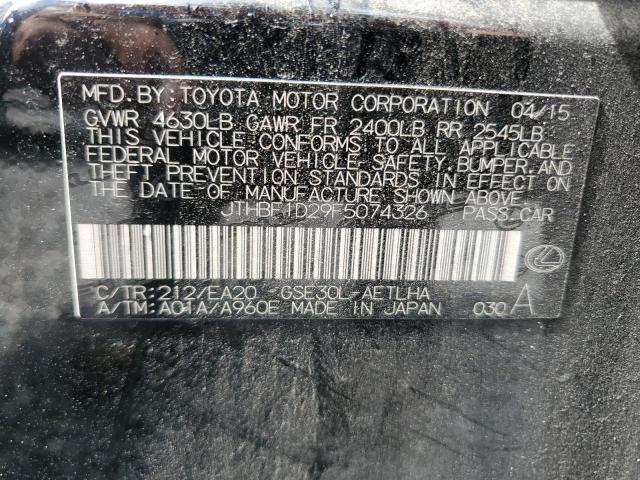 MFD. BY: TOYOTA MOTOR CORPORATION 04/15
GVWR 4630LB GAWR FR 2400LB RR 2545LB
THIS VEHICLE CONFORMS TO ALL APPLICABLE
FEDERAL MOTOR VEHICLE SAFETY, BUMPER, AND
THEFT PREVENTION STANDARDS IN EFFECT ON
THE DATE OF MANUFACTURE SHOWN ABOVE.
JTHBF1D29F5074326 PASS.CAR
C/TR:212/EA20 -GSE30L-AETLHA
A/TM:A01A/A960E MADE IN JAPAN 030 A